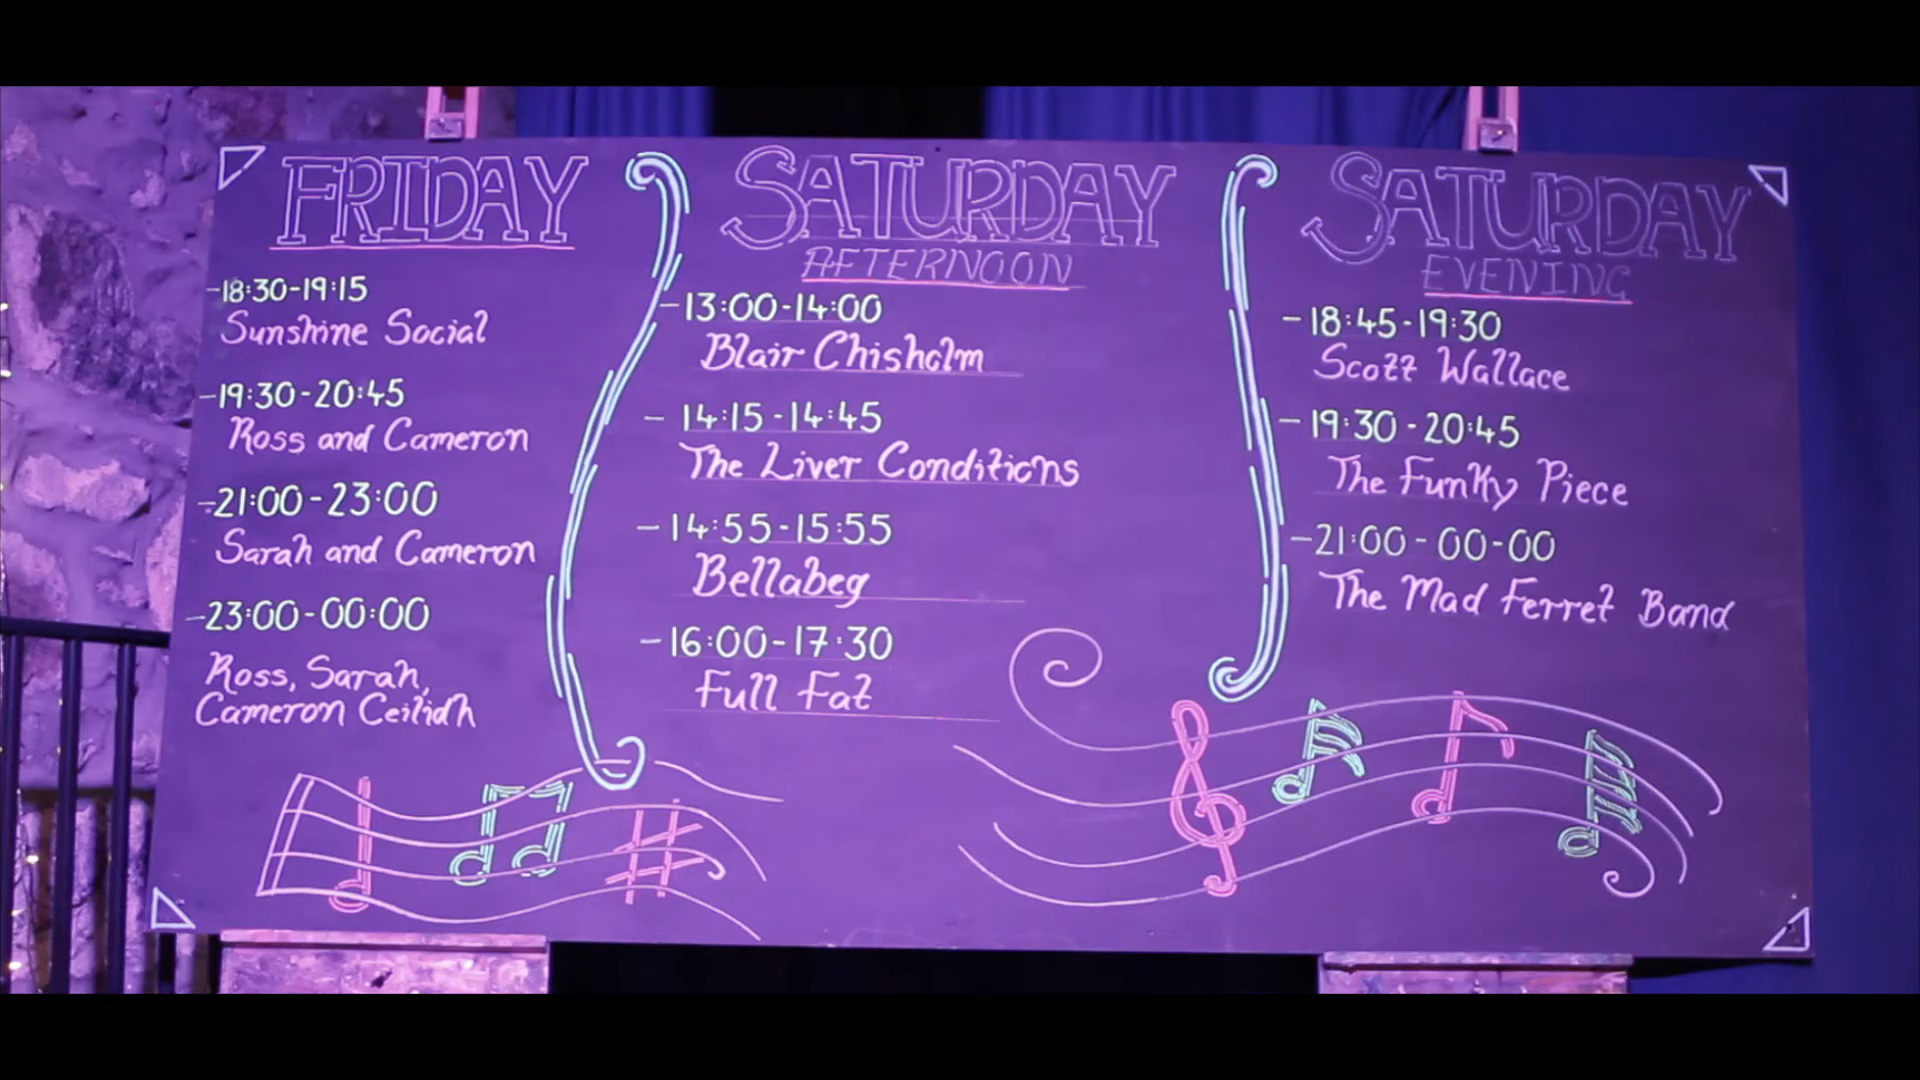 FRIDAY
-18:30-19:15
Sunshine Social
-19:30-20:45
Ross and Cameron
-21:00-23:00
Sarah and Cameron
-23:00-00:00
Ross, Sarah,
Cameron Ceilidh
SATURDAY
AFTERNOON
-13:00-14:00
Blair Chisholm
- 14:15-14:45
The Liver Conditions
-14:55-15:55
Bellabeg
-16:00-17:30
Full Fat
SATURDAY
EVENING
-18:45-19:30
Scott Wallace
-19:30-20:45
The Funky Piece
-21:00-00-00
The Mad Ferret Band